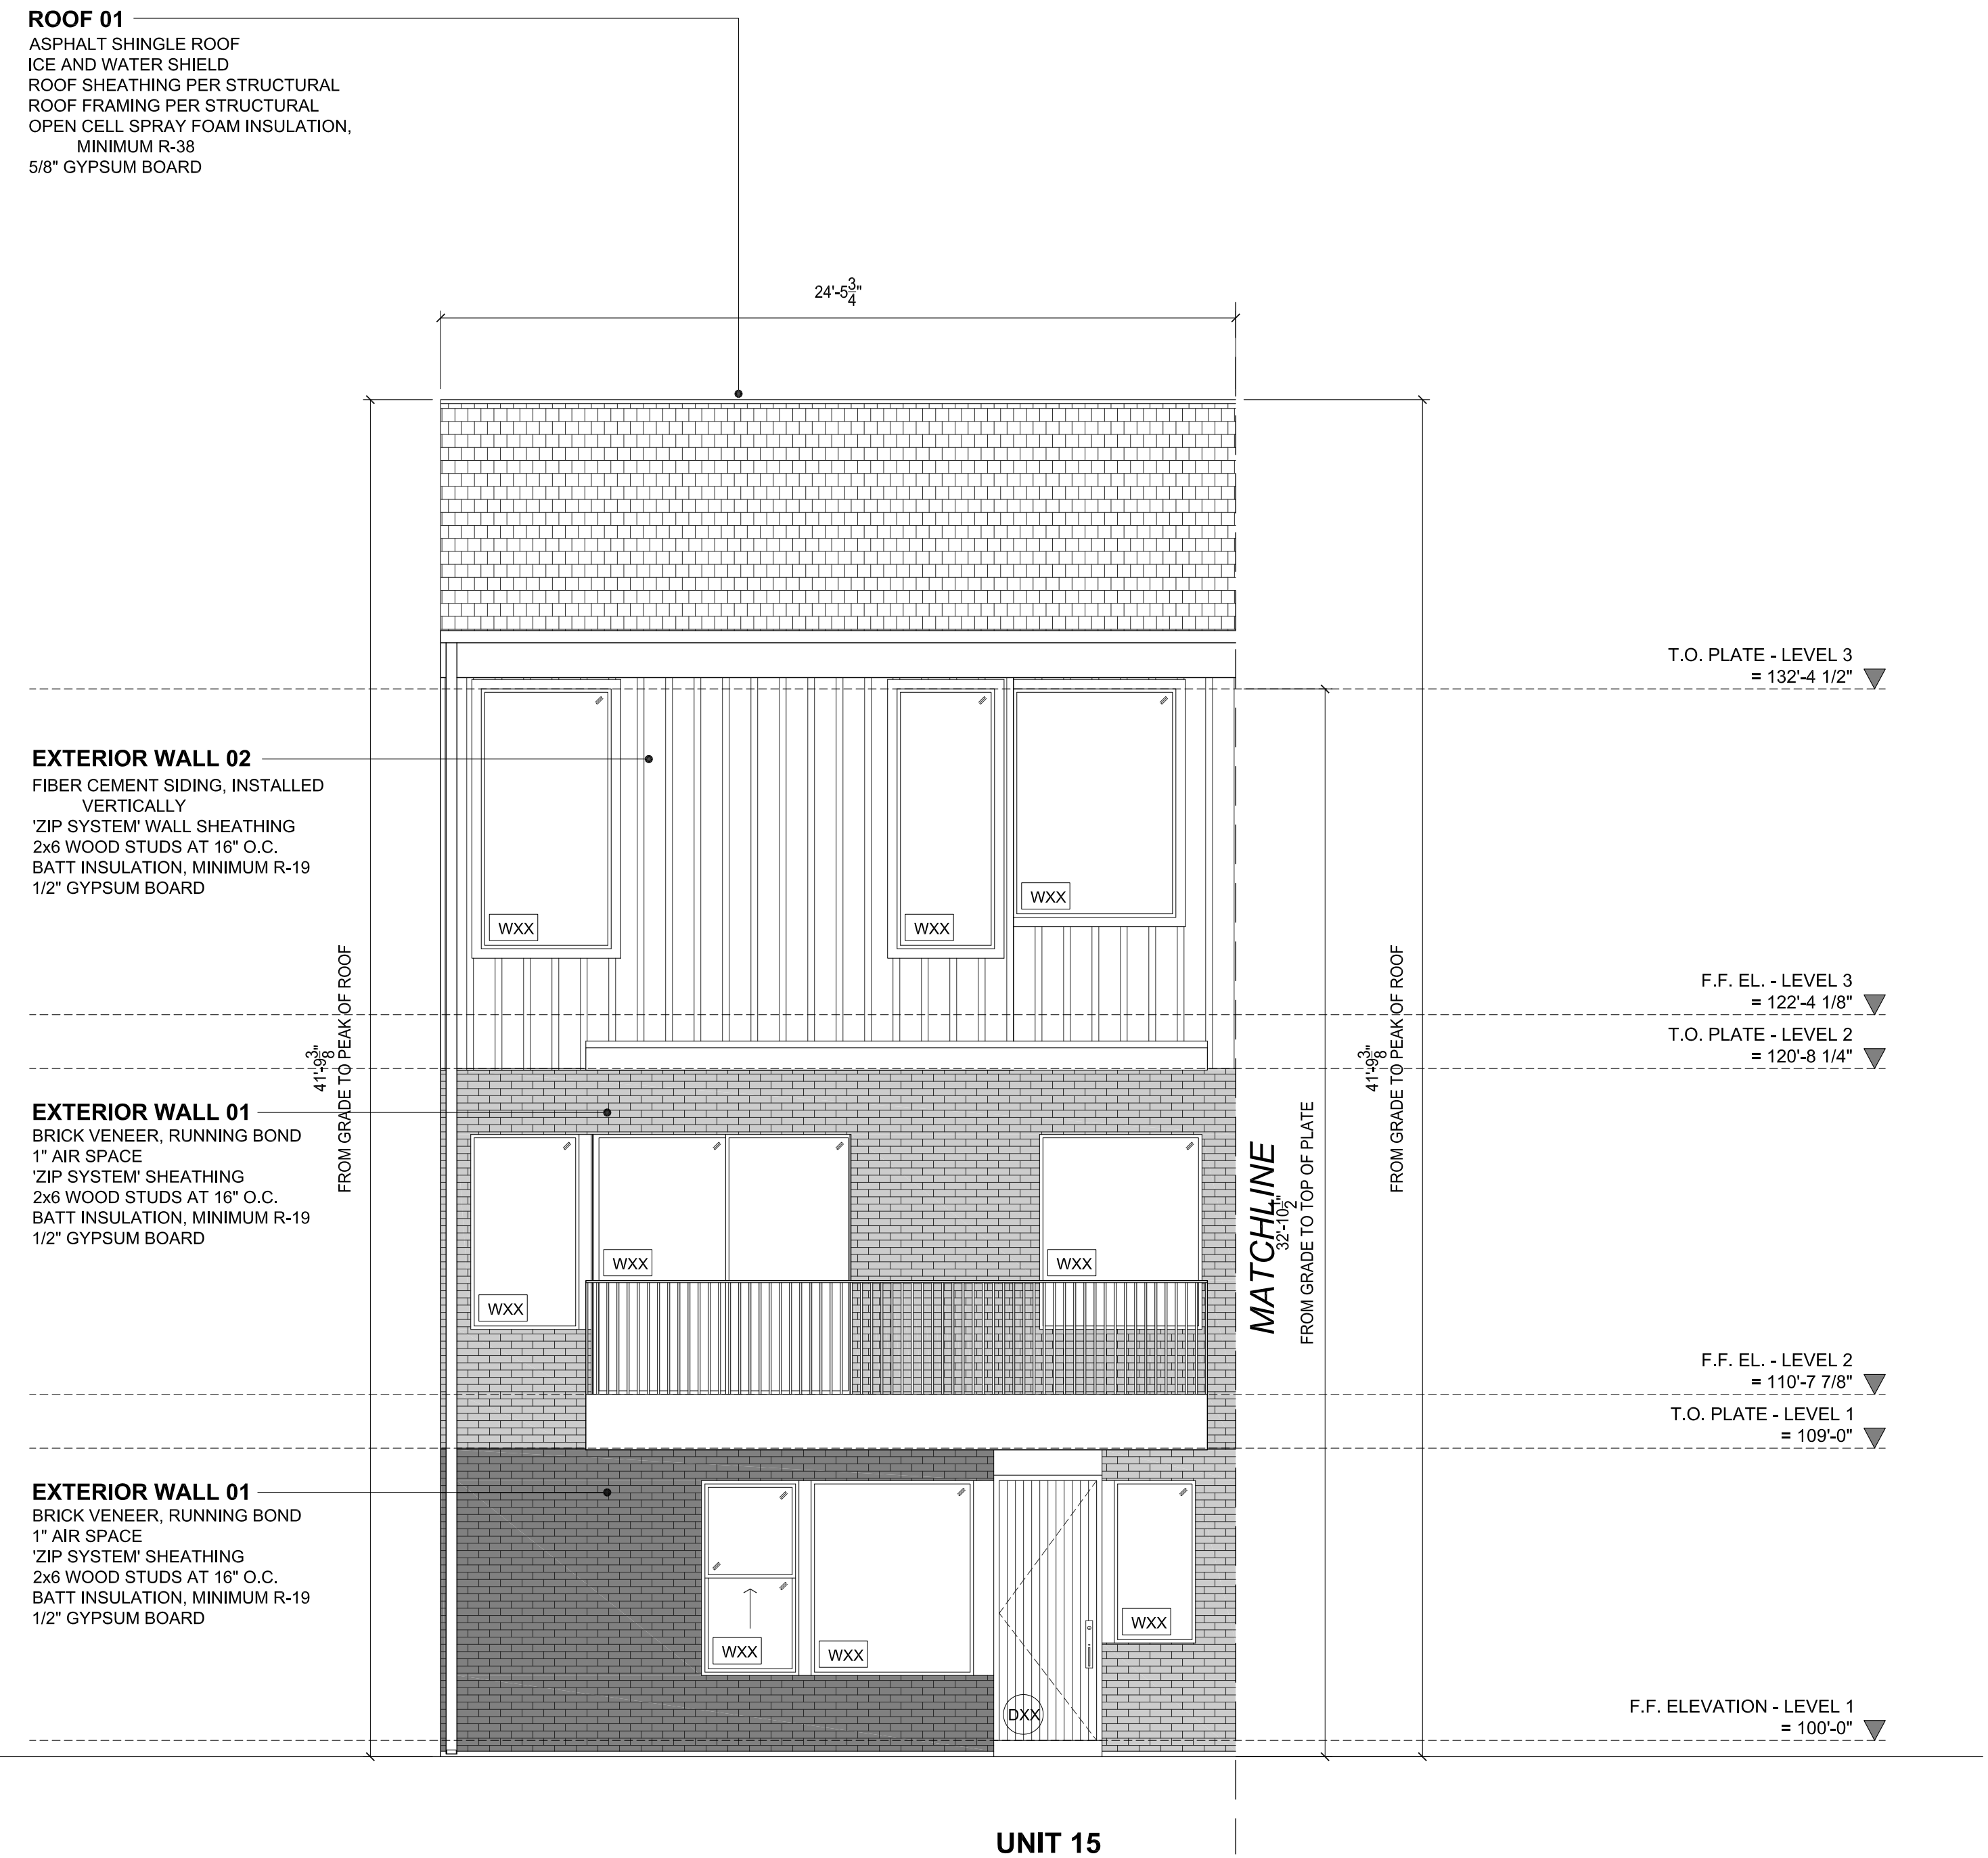 ROOF 01
ASPHALT SHINGLE ROOF
ICE AND WATER SHIELD
ROOF SHEATHING PER STRUCTURAL
ROOF FRAMING PER STRUCTURAL
OPEN CELL SPRAY FOAM INSULATION,
MINIMUM R-38
5/8" GYPSUM BOARD
24'-5 3/4"
T.O. PLATE - LEVEL 3
= 132'-4 1/2"
EXTERIOR WALL 02
FIBER CEMENT SIDING, INSTALLED
VERTICALLY
'ZIP SYSTEM' WALL SHEATHING
2x6 WOOD STUDS AT 16" O.C.
BATT INSULATION, MINIMUM R-19
1/2" GYPSUM BOARD
WXX
WXX
WXX
F.F. EL. - LEVEL 3
= 122'-4 1/8"
T.O. PLATE - LEVEL 2
= 120'-8 1/4"
41'-9 3/8"
FROM GRADE TO PEAK OF ROOF
41'-9 3/8"
FROM GRADE TO PEAK OF ROOF
EXTERIOR WALL 01
BRICK VENEER, RUNNING BOND
1" AIR SPACE
'ZIP SYSTEM' SHEATHING
2x6 WOOD STUDS AT 16" O.C.
BATT INSULATION, MINIMUM R-19
1/2" GYPSUM BOARD
WXX
WXX
WXX
MATCHLINE
32'-10 1/2"
FROM GRADE TO TOP OF PLATE
F.F. EL. - LEVEL 2
= 110'-7 7/8"
T.O. PLATE - LEVEL 1
= 109'-0"
EXTERIOR WALL 01
BRICK VENEER, RUNNING BOND
1" AIR SPACE
'ZIP SYSTEM' SHEATHING
2x6 WOOD STUDS AT 16" O.C.
BATT INSULATION, MINIMUM R-19
1/2" GYPSUM BOARD
WXX
WXX
WXX
DXX
F.F. ELEVATION - LEVEL 1
= 100'-0"
UNIT 15